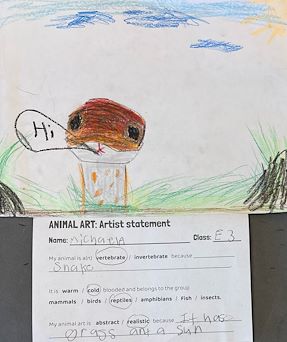 Hi
ANIMAL ART: Artist statement
Name: Michaela Class: E3
My animal is a(n) vertebrate / invertebrate because
Snake
It is warm / cold blooded and belongs to the group
mammals / birds / reptiles / amphibians / fish / insects.
My animal art is abstract / realistic because It has
grass and a sun